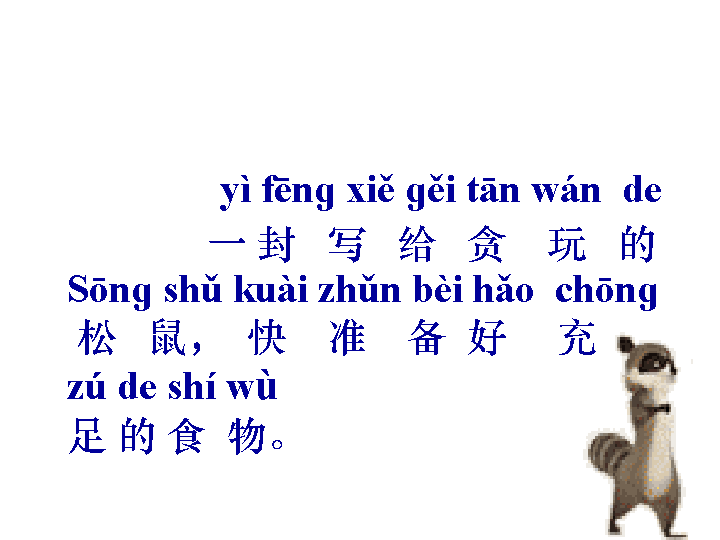 yì fēng xiě gěi tān wán de
一 封 写 给 贪 玩 的
Sōng shǔ kuài zhǔn bèi hǎo chōng
松 鼠， 快 准 备 好 充
zú de shí wù
足 的 食 物。